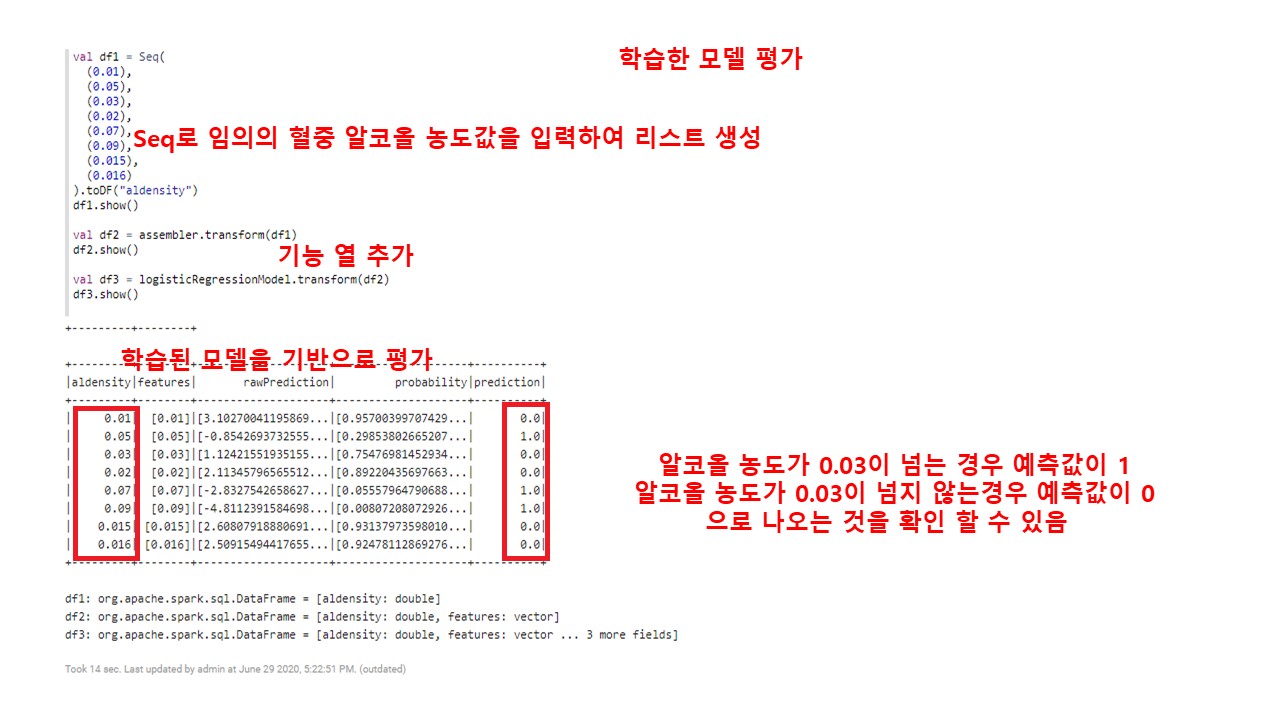 학습한 모델 평가
val df1 = Seq(
(0.01),
(0.05),
(0.03),
(0.02),
(0.07),
Seq로 임의의 혈중 알코올 농도값을 입력하여 리스트 생성
(0.09),
(0.015),
(0.016)
).toDF("aldensity")
df1.show()
val df2 = assembler.transform(df1)
df2.show()
기능 열 추가
val df3 = logisticRegressionModel.transform(df2)
df3.show()
+---------+--------+
학습된 모델을 기반으로 평가
+---------+--------+--------------------+--------------------+----------+
|aldensity|features| rawPrediction| probability|prediction|
+---------+--------+--------------------+--------------------+----------+
| 0.01| [0.01]|[3.10270041195869...|[0.95700399707429...| 0.0|
| 0.05| [0.05]|[-0.8542693732555...|[0.29853802665207...| 1.0|
| 0.03| [0.03]|[1.12421551935155...|[0.75476981452934...| 0.0|
| 0.02| [0.02]|[2.11345796565512...|[0.89220435697663...| 0.0|
| 0.07| [0.07]|[-2.8327542658627...|[0.05557964790688...| 1.0|
| 0.09| [0.09]|[-4.8112391584698...|[0.00807208072926...| 1.0|
| 0.015| [0.015]|[2.60807918880691...|[0.93137973598010...| 0.0|
| 0.016| [0.016]|[2.50915494417655...|[0.92478112869276...| 0.0|
+---------+--------+--------------------+--------------------+----------+
알코올 농도가 0.03이 넘는 경우 예측값이 1
알코올 농도가 0.03이 넘지 않는경우 예측값이 0
으로 나오는 것을 확인 할 수 있음
df1: org.apache.spark.sql.DataFrame = [aldensity: double]
df2: org.apache.spark.sql.DataFrame = [aldensity: double, features: vector]
df3: org.apache.spark.sql.DataFrame = [aldensity: double, features: vector ... 3 more fields]
Took 14 sec. Last updated by admin at June 29 2020, 5:22:51 PM. (outdated)